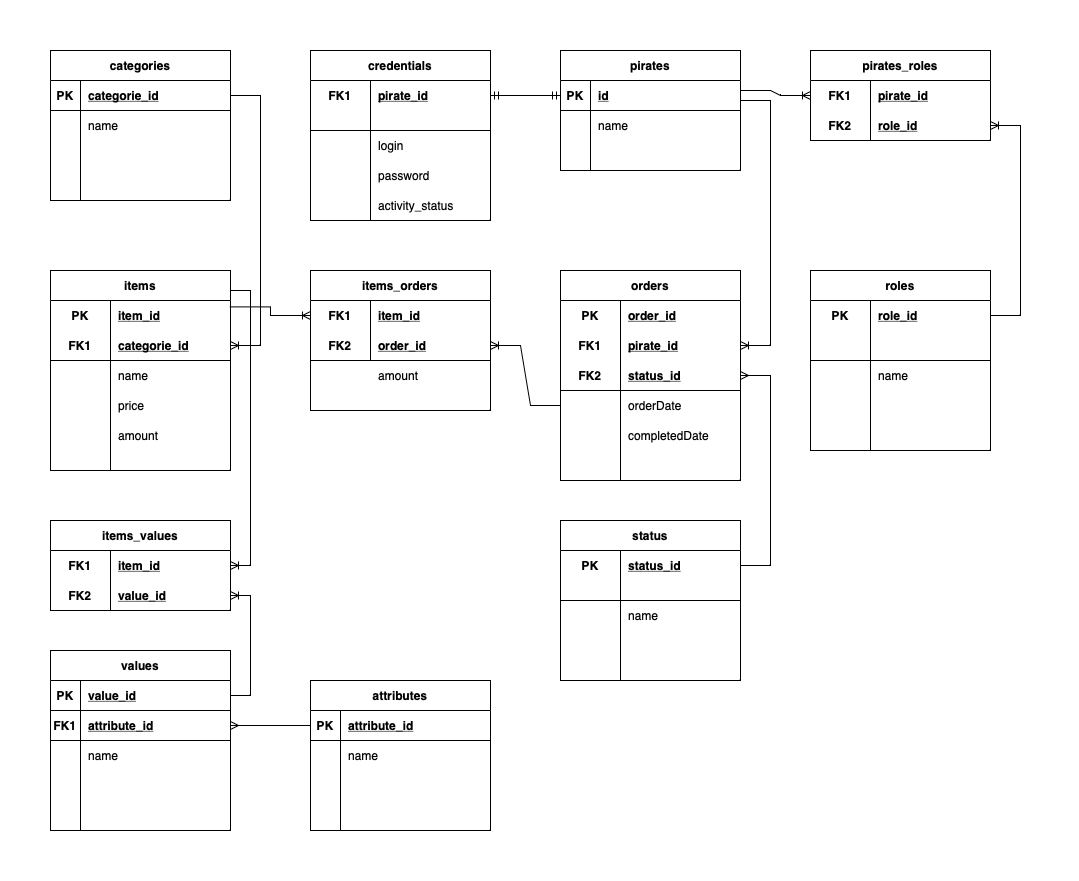 categories
PK categorie_id
name
credentials
FK1 pirate_id
login
password
activity_status
pirates
PK id
name
pirates_roles
FK1 pirate_id
FK2 role_id
items
PK item_id
FK1 categorie_id
name
price
amount
items_orders
FK1 item_id
FK2 order_id
amount
orders
PK order_id
FK1 pirate_id
FK2 status_id
orderDate
completedDate
roles
PK role_id
name
items_values
FK1 item_id
FK2 value_id
status
PK status_id
name
values
PK value_id
FK1 attribute_id
name
attributes
PK attribute_id
name